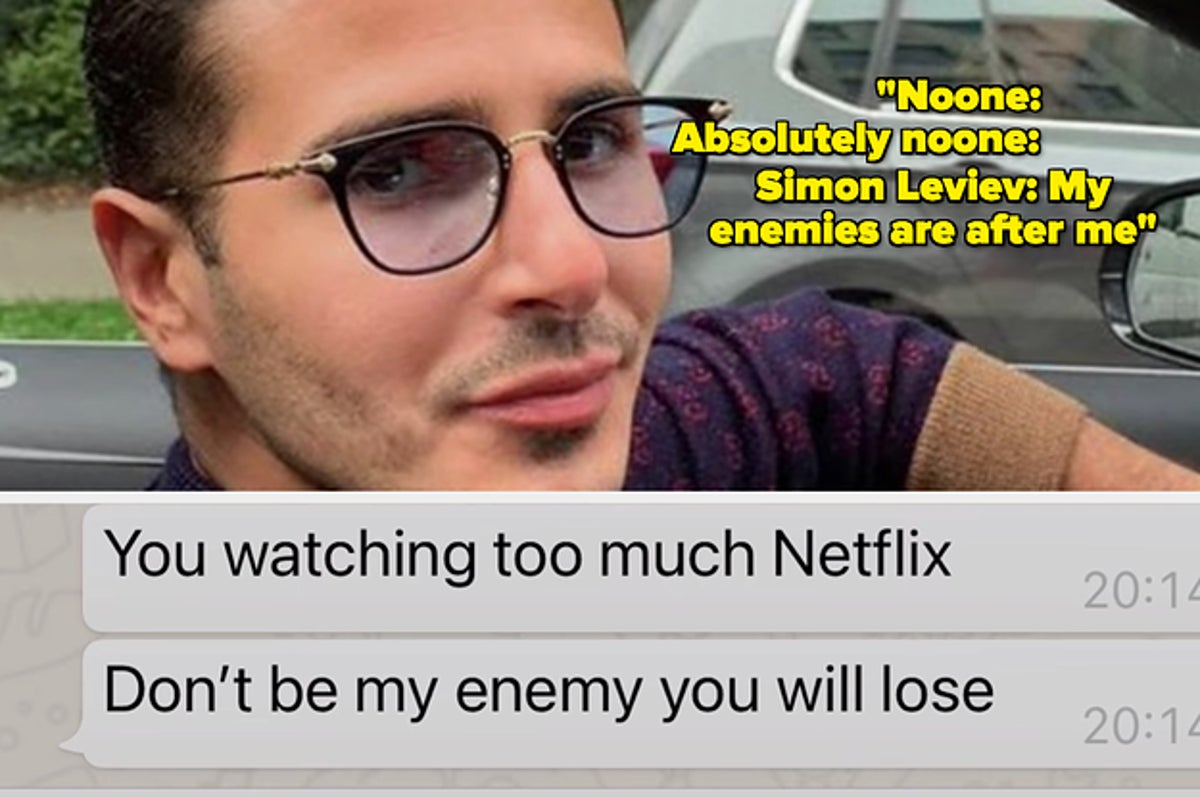 "Noone:
Absolutely noone:
Simon Leviev: My
enemies are after me"
You watching too much Netflix
20:14
Don't be my enemy you will lose
20:14